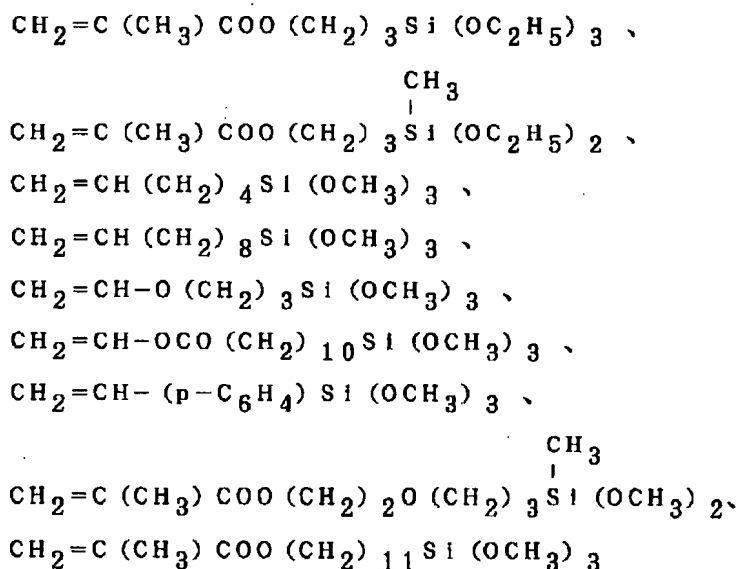 CH₂=C(CH₃)COO(CH₂)₃Si(OC₂H₅)₃、
CH₃
CH₂=C(CH₃)COO(CH₂)₃Si(OC₂H₅)₂、
CH₂=CH(CH₂)₄Si(OCH₃)₃、
CH₂=CH(CH₂)₈Si(OCH₃)₃、
CH₂=CH-O(CH₂)₃Si(OCH₃)₃、
CH₂=CH-OCO(CH₂)₁₀Si(OCH₃)₃、
CH₂=CH-(p-C₆H₄)Si(OCH₃)₃、
CH₃
CH₂=C(CH₃)COO(CH₂)₂O(CH₂)₃Si(OCH₃)₂、
CH₂=C(CH₃)COO(CH₂)₁₁Si(OCH₃)₃